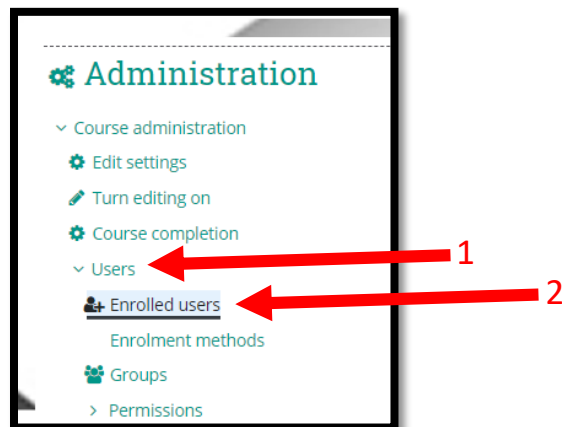 Administration
Course administration
Edit settings
Turn editing on
Course completion
Users
1
Enrolled users
2
Enrolment methods
Groups
Permissions